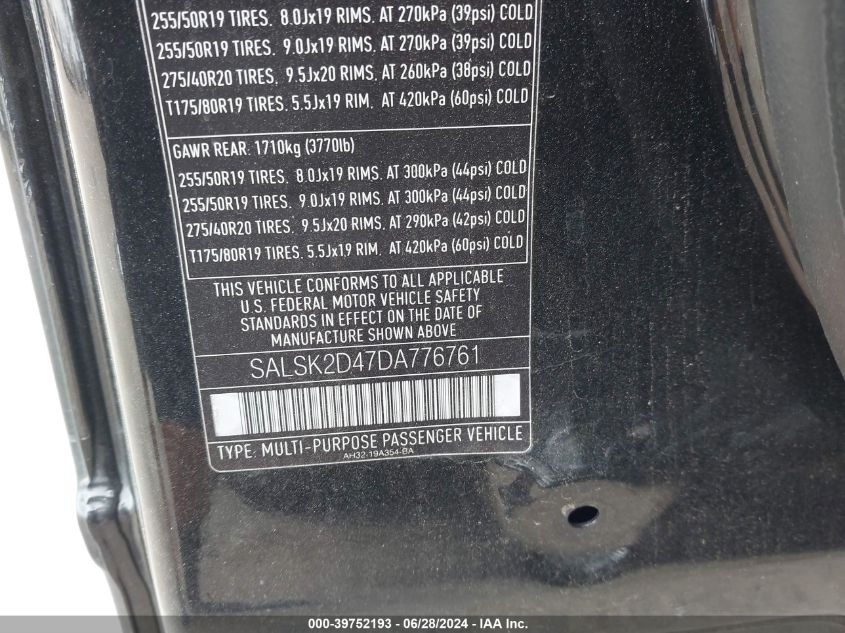 255/50R19 TIRES. 8.0Jx19 RIMS. AT 270kPa (39psi) COLD
255/50R19 TIRES. 9.0Jx19 RIMS. AT 270kPa (39psi) COLD
275/40R20 TIRES. 9.5Jx20 RIMS. AT 260kPa (38psi) COLD
T175/80R19 TIRES. 5.5Jx19 RIM. AT 420kPa (60psi) COLD
GAWR REAR: 1710kg (3770lb)
255/50R19 TIRES. 8.0Jx19 RIMS. AT 300kPa (44psi) COLD
255/50R19 TIRES. 9.0Jx19 RIMS. AT 300kPa (44psi) COLD
275/40R20 TIRES. 9.5Jx20 RIMS. AT 290kPa (42psi) COLD
T175/80R19 TIRES. 5.5Jx19 RIM. AT 420kPa (60psi) COLD
THIS VEHICLE CONFORMS TO ALL APPLICABLE
U.S. FEDERAL MOTOR VEHICLE SAFETY
STANDARDS IN EFFECT ON THE DATE OF
MANUFACTURE SHOWN ABOVE
SALSK2D47DA776761
TYPE: MULTI-PURPOSE PASSENGER VEHICLE
AH32-19A354-BA
000-39752193 - 06/28/2024 - IAA Inc.